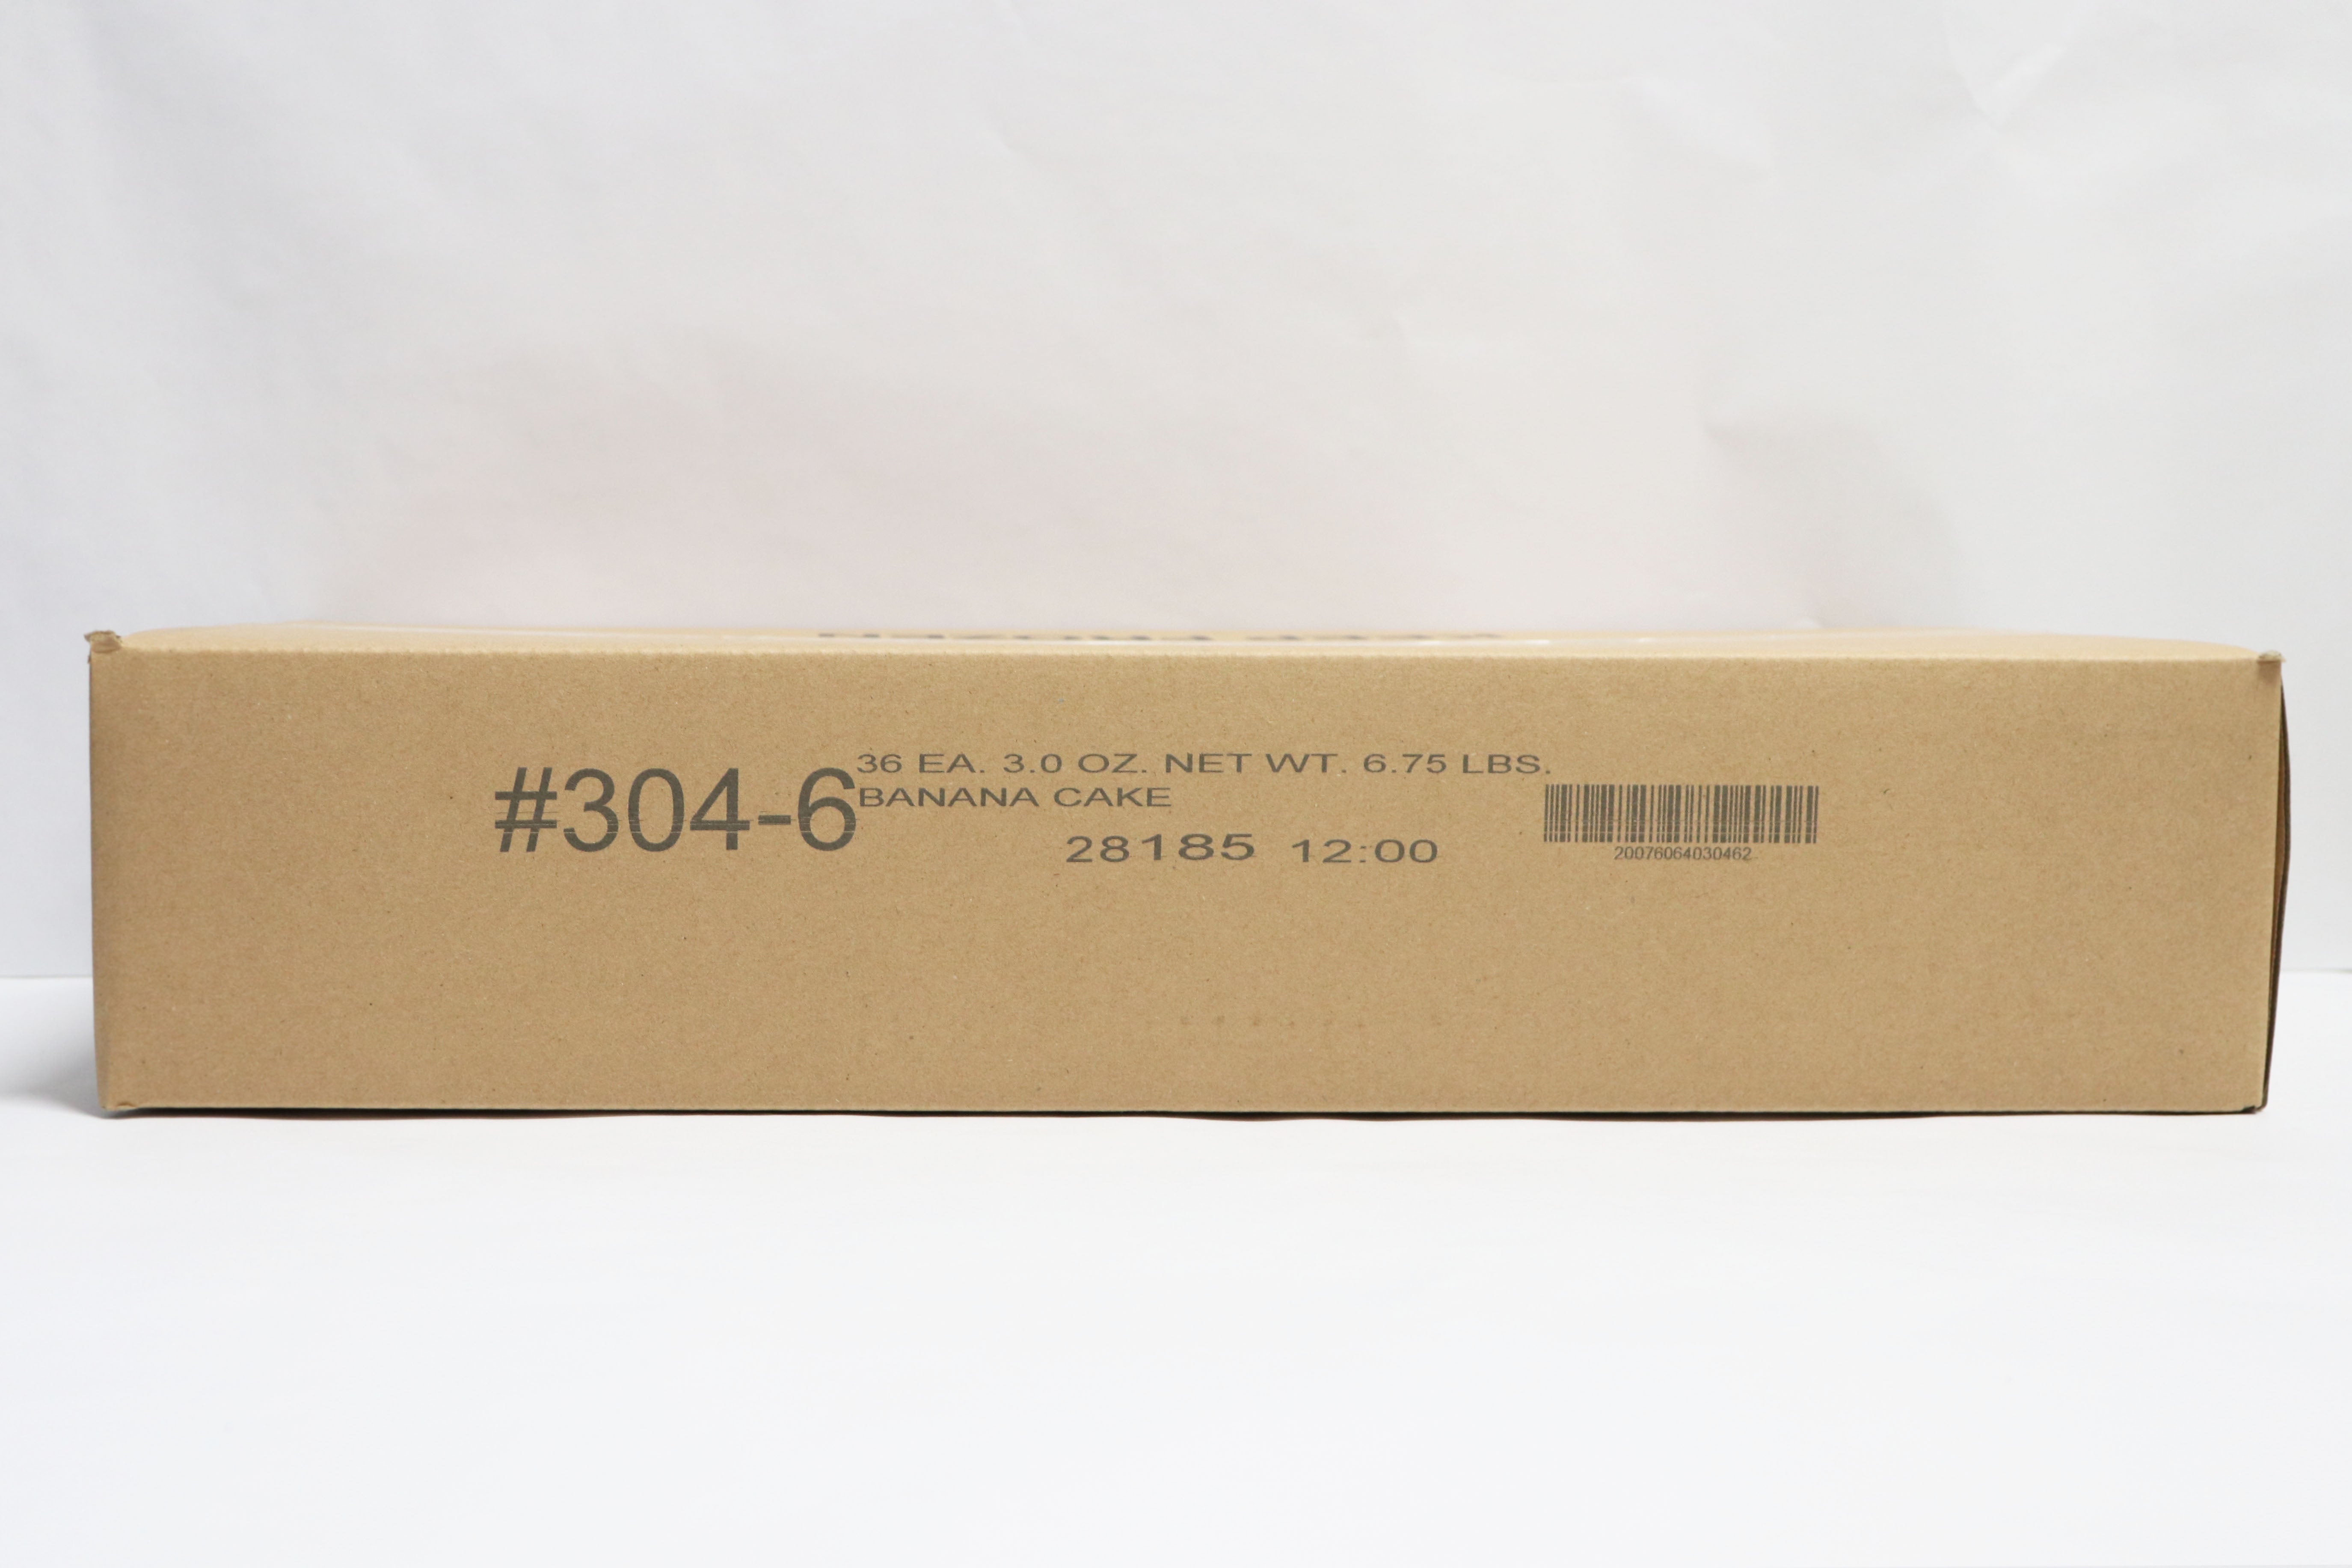 #304-6
36 EA. 3.0 OZ. NET WT. 6.75 LBS.
BANANA CAKE
28185 12:00
20076064030462